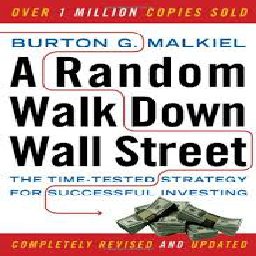 OVER 1 MILLION COPIES SOLD
BURTON G. MALKIEL
A Random
Walk Down
Wall Street
THE TIME-TESTED STRATEGY
FOR SUCCESSFUL INVESTING
COMPLETELY REVISED AND UPDATED